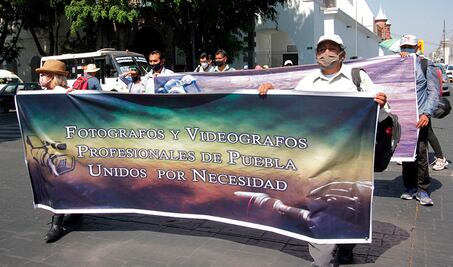 Fotografos y Videografos
Profesionales de Puebla
Unidos por Necesidad